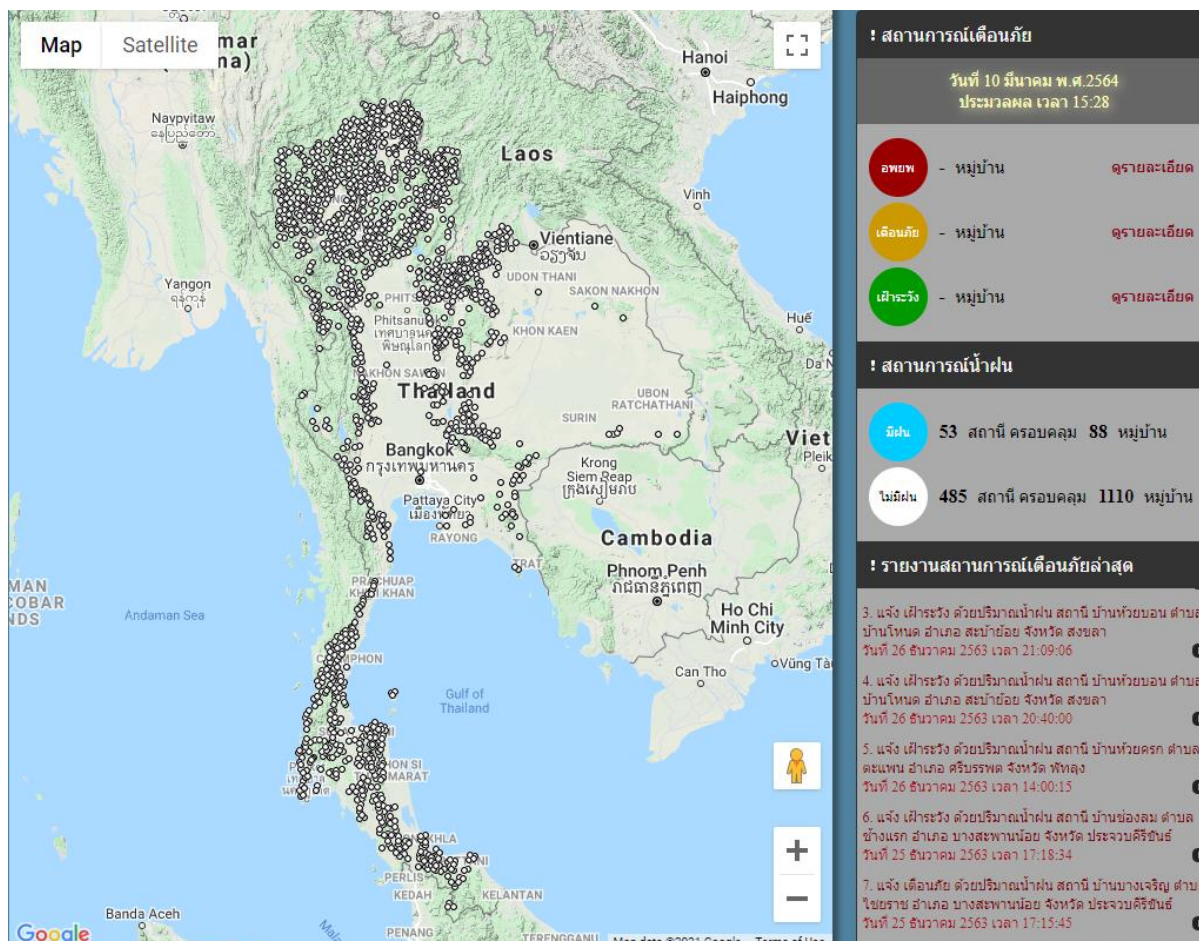 Map
Satellite
Hanoi
Haiphong
Navpyitaw
Laos
Vinh
Vientiane
ວຽງຈັນ
UDON THANI
SAKON NAKHON
Yangon
ရန်ကုန်
Huế
KHON KAEN
พิษณุโลก
Thailand
UBON
RATCHATHANI
SURIN
Bangkok
กรุงเทพมหานคร
Krong
Siem Reap
Pattaya City
RAYONG
TRAT
Cambodia
Phnom Penh
PRACHUAP
KHIRI KHAN
Ho Chi
Minh City
Andaman Sea
Can Tho
Gulf of
Thailand
PERLIS
KEDAH
KELANTAN
Banda Aceh
PENANG
TERENGGANU
Google
Map data ©2021 Google
Terms of Use
! สถานการณ์เตือนภัย
วันที่ 10 มีนาคม พ.ศ.2564
ประมวลผล เวลา 15:28
อพยพ - หมู่บ้าน ดูรายละเอียด
เตือนภัย - หมู่บ้าน ดูรายละเอียด
เฝ้าระวัง - หมู่บ้าน ดูรายละเอียด
! สถานการณ์น้ำฝน
มีฝน 53 สถานี ครอบคลุม 88 หมู่บ้าน
ไม่มีฝน 485 สถานี ครอบคลุม 1110 หมู่บ้าน
! รายงานสถานการณ์เตือนภัยล่าสุด
3. แจ้ง เฝ้าระวัง ด้วยปริมาณน้ำฝน สถานี บ้านห้วยบอน ตำบล
บ้านโหนด อำเภอ สะบ้าย้อย จังหวัด สงขลา
วันที่ 26 ธันวาคม 2563 เวลา 21:09:06
4. แจ้ง เฝ้าระวัง ด้วยปริมาณน้ำฝน สถานี บ้านห้วยบอน ตำบล
บ้านโหนด อำเภอ สะบ้าย้อย จังหวัด สงขลา
วันที่ 26 ธันวาคม 2563 เวลา 20:40:00
5. แจ้ง เฝ้าระวัง ด้วยปริมาณน้ำฝน สถานี บ้านห้วยครก ตำบล
ตะแพน อำเภอ ศรีบรรพต จังหวัด พัทลุง
วันที่ 26 ธันวาคม 2563 เวลา 14:00:15
6. แจ้ง เฝ้าระวัง ด้วยปริมาณน้ำฝน สถานี บ้านช่องลม ตำบล
ช้างแรก อำเภอ บางสะพานน้อย จังหวัด ประจวบคีรีขันธ์
วันที่ 25 ธันวาคม 2563 เวลา 17:18:34
7. แจ้ง เตือนภัย ด้วยปริมาณน้ำฝน สถานี บ้านบางเจริญ ตำบล
ไชยราช อำเภอ บางสะพานน้อย จังหวัด ประจวบคีรีขันธ์
วันที่ 25 ธันวาคม 2563 เวลา 17:15:45